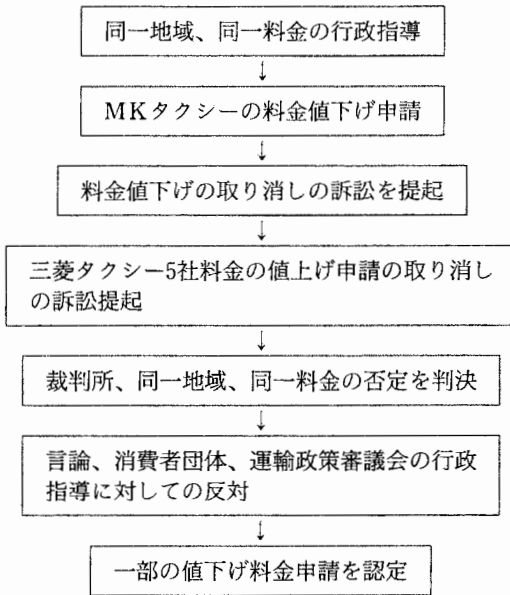 同一地域、同一料金の行政指導
↓
MKタクシーの料金値下げ申請
↓
料金値下げの取り消しの訴訟を提起
↓
三菱タクシー5社料金の値上げ申請の取り消し
の訴訟提起
↓
裁判所、同一地域、同一料金の否定を判決
↓
言論、消費者団体、運輸政策審議会の行政
指導に対しての反対
↓
一部の値下げ料金申請を認定